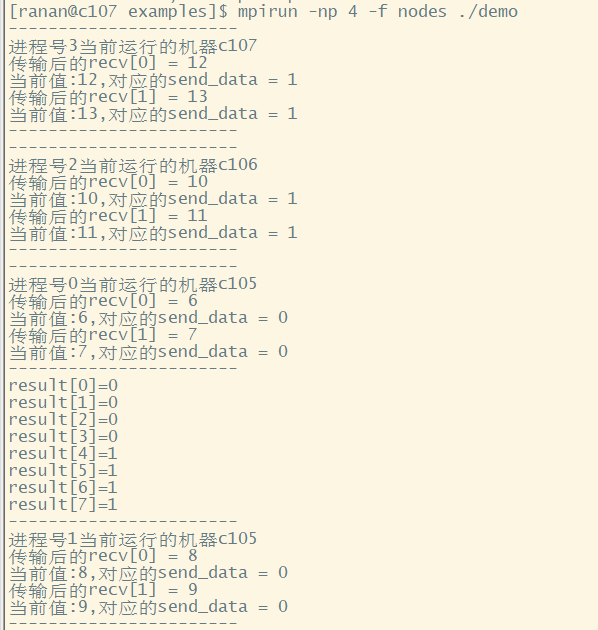 [ranan@c107 examples]$ mpirun -np 4 -f nodes ./demo
-----------------------
进程号3当前运行的机器c107
传输后的recv[0] = 12
当前值:12,对应的send_data = 1
传输后的recv[1] = 13
当前值:13,对应的send_data = 1
-----------------------
-----------------------
进程号2当前运行的机器c106
传输后的recv[0] = 10
当前值:10,对应的send_data = 1
传输后的recv[1] = 11
当前值:11,对应的send_data = 1
-----------------------
-----------------------
进程号0当前运行的机器c105
传输后的recv[0] = 6
当前值:6,对应的send_data = 0
传输后的recv[1] = 7
当前值:7,对应的send_data = 0
-----------------------
result[0]=0
result[1]=0
result[2]=0
result[3]=0
result[4]=1
result[5]=1
result[6]=1
result[7]=1
-----------------------
进程号1当前运行的机器c105
传输后的recv[0] = 8
当前值:8,对应的send_data = 0
传输后的recv[1] = 9
当前值:9,对应的send_data = 0
-----------------------